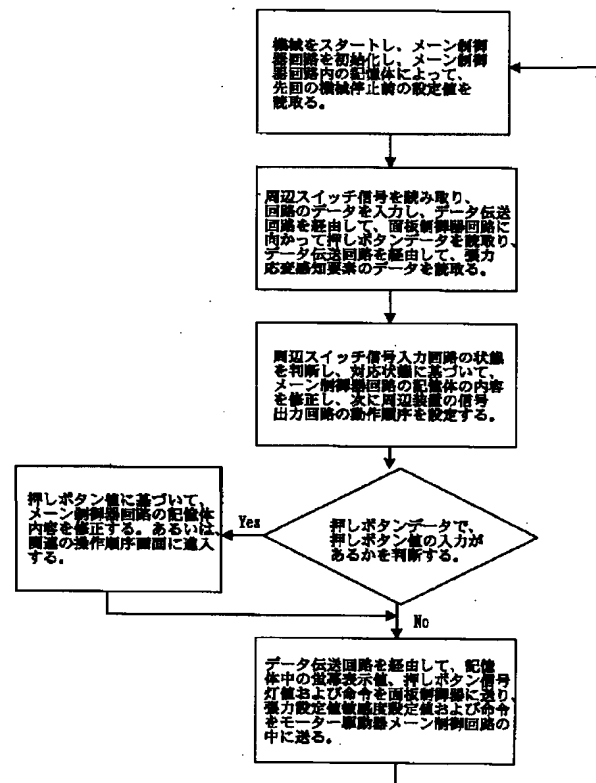 機械をスタートし、メーン制御
器回路を初始化し、メーン制御
器回路内の記憶体によって、
先回の機械停止前の設定値を
読取る。
周辺スイッチ信号を読み取り、
回路のデータを入力し、データ伝送
回路を経由して、面板制御器回路に
向かって押しボタンデータを読取り、
データ伝送回路を経由して、張力
応変感知要素のデータを読取る。
周辺スイッチ信号入力回路の状態
を判断し、対応状態に基づいて、
メーン制御器回路の記憶体の内容
を修正し、次に周辺装置の信号
出力回路の動作順序を設定する。
押しボタンデータで、
押しボタン値の入力が
あるかを判断する。
Yes
押しボタン値に基づいて、
メーン制御器回路の記憶体
内容を修正する。あるいは、
関連の操作順序画面に進入
する。
No
データ伝送回路を経由して、記憶
体中の蛍幕表示値、押しボタン信号
灯値および命令を面板制御器に送り、
張力設定値敏感度設定値および命令
をモーター駆動器メーン制御回路の
中に送る。